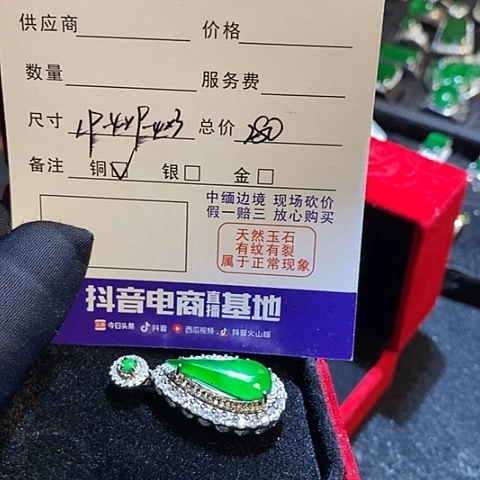 供应商 价格
数量 服务费
尺寸 总价 280
备注 铜☑ 银□ 金□
中缅边境 现场砍价
假一赔三 放心购买
天然玉石
有纹有裂
属于正常现象
抖音电商直播基地
今日头条 抖音 西瓜视频 抖音火山版